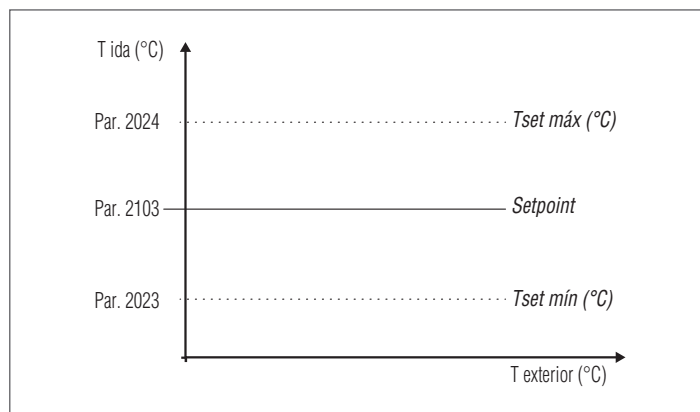 T ida (°C)
Par. 2024
Tset máx (°C)
Par. 2103
Setpoint
Par. 2023
Tset mín (°C)
T exterior (°C)